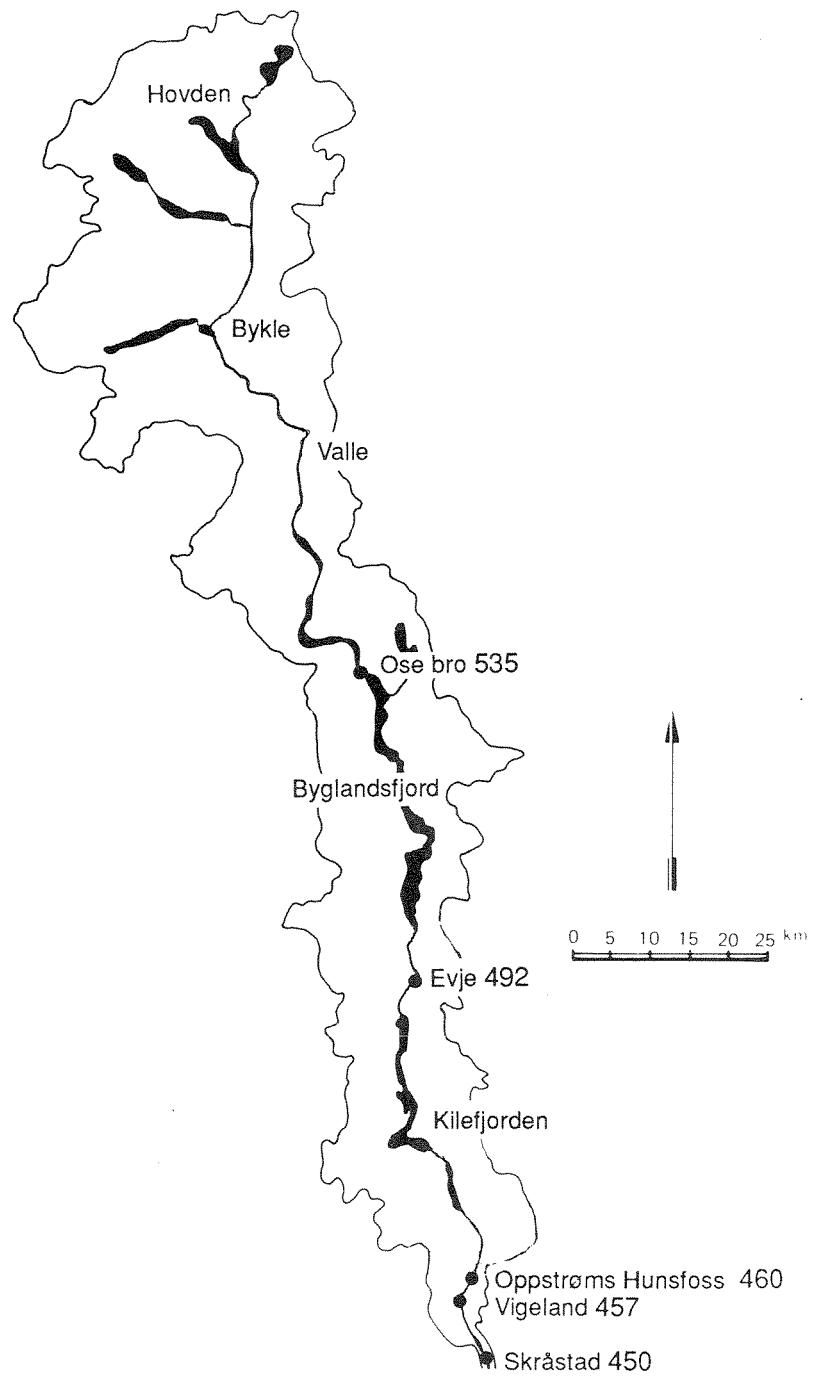 Hovden
Bykle
Valle
Ose bro 535
Byglandsfjord
0 5 10 15 20 25 km
Evje 492
Kilefjorden
Oppstrøms Hunsfoss 460
Vigeland 457
Skråstad 450